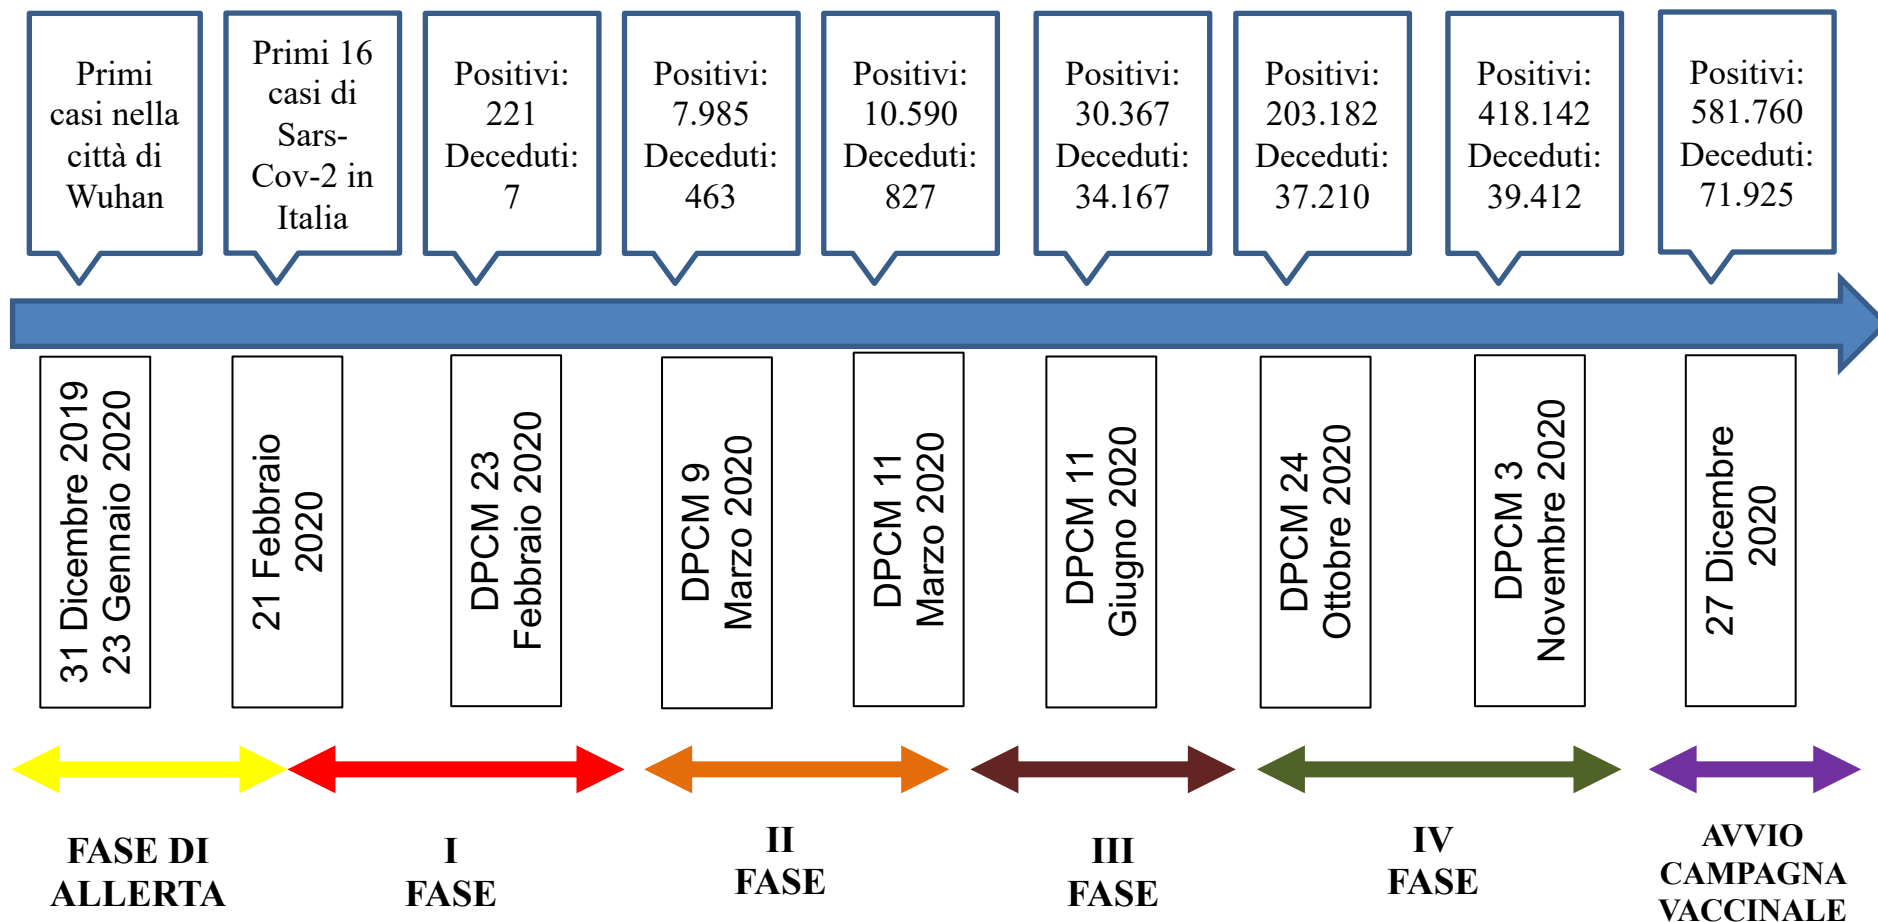 Primi
casi nella
città di
Wuhan
Primi 16
casi di
Sars-
Cov-2 in
Italia
Positivi:
221
Deceduti:
7
Positivi:
7.985
Deceduti:
463
Positivi:
10.590
Deceduti:
827
Positivi:
30.367
Deceduti:
34.167
Positivi:
203.182
Deceduti:
37.210
Positivi:
418.142
Deceduti:
39.412
Positivi:
581.760
Deceduti:
71.925
31 Dicembre 2019
23 Gennaio 2020
21 Febbraio
2020
DPCM 23
Febbraio 2020
DPCM 9
Marzo 2020
DPCM 11
Marzo 2020
DPCM 11
Giugno 2020
DPCM 24
Ottobre 2020
DPCM 3
Novembre 2020
27 Dicembre
2020
FASE DI
ALLERTA
I
FASE
II
FASE
III
FASE
IV
FASE
AVVIO
CAMPAGNA
VACCINALE